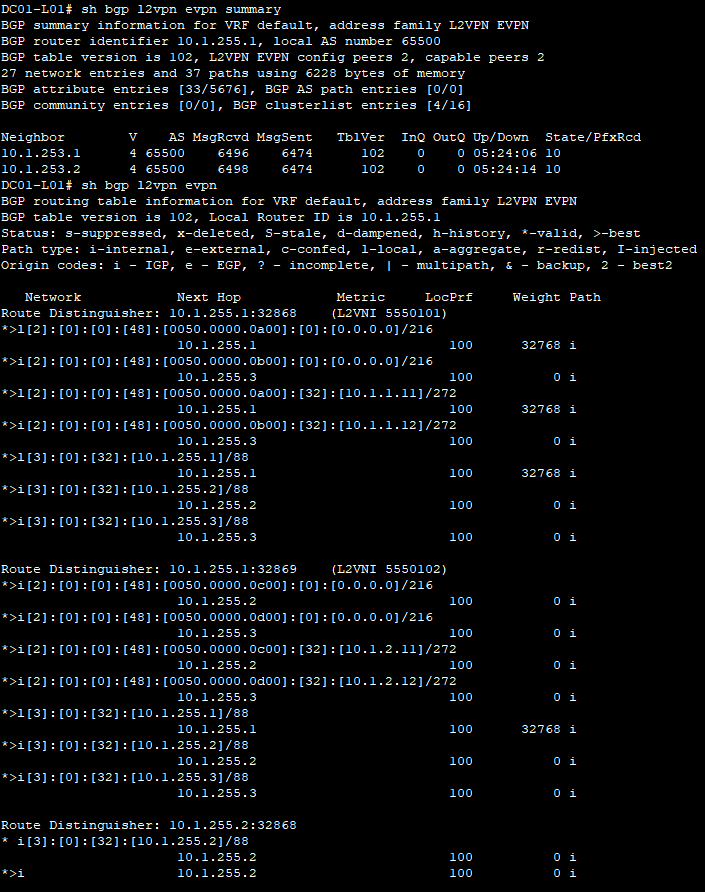 DC01-L01# sh bgp l2vpn evpn summary
BGP summary information for VRF default, address family L2VPN EVPN
BGP router identifier 10.1.255.1, local AS number 65500
BGP table version is 102, L2VPN EVPN config peers 2, capable peers 2
27 network entries and 37 paths using 6228 bytes of memory
BGP attribute entries [33/5676], BGP AS path entries [0/0]
BGP community entries [0/0], BGP clusterlist entries [4/16]

Neighbor        V    AS MsgRcvd MsgSent   TblVer  InQ OutQ Up/Down  State/PfxRcd
10.1.253.1      4 65500    6496    6474      102    0    0 05:24:06 10
10.1.253.2      4 65500    6498    6474      102    0    0 05:24:14 10
DC01-L01# sh bgp l2vpn evpn
BGP routing table information for VRF default, address family L2VPN EVPN
BGP table version is 102, Local Router ID is 10.1.255.1
Status: s-suppressed, x-deleted, S-stale, d-dampened, h-history, *-valid, >-best
Path type: i-internal, e-external, c-confed, l-local, a-aggregate, r-redist, I-injected
Origin codes: i - IGP, e - EGP, ? - incomplete, | - multipath, & - backup, 2 - best2

   Network            Next Hop            Metric     LocPrf     Weight Path
Route Distinguisher: 10.1.255.1:32868    (L2VNI 5550101)
*>l[2]:[0]:[0]:[48]:[0050.0000.0a00]:[0]:[0.0.0.0]/216
                      10.1.255.1                        100      32768 i
*>i[2]:[0]:[0]:[48]:[0050.0000.0b00]:[0]:[0.0.0.0]/216
                      10.1.255.3                        100          0 i
*>l[2]:[0]:[0]:[48]:[0050.0000.0a00]:[32]:[10.1.1.11]/272
                      10.1.255.1                        100      32768 i
*>i[2]:[0]:[0]:[48]:[0050.0000.0b00]:[32]:[10.1.1.12]/272
                      10.1.255.3                        100          0 i
*>l[3]:[0]:[32]:[10.1.255.1]/88
                      10.1.255.1                        100      32768 i
*>i[3]:[0]:[32]:[10.1.255.2]/88
                      10.1.255.2                        100          0 i
*>i[3]:[0]:[32]:[10.1.255.3]/88
                      10.1.255.3                        100          0 i

Route Distinguisher: 10.1.255.1:32869    (L2VNI 5550102)
*>i[2]:[0]:[0]:[48]:[0050.0000.0c00]:[0]:[0.0.0.0]/216
                      10.1.255.2                        100          0 i
*>i[2]:[0]:[0]:[48]:[0050.0000.0d00]:[0]:[0.0.0.0]/216
                      10.1.255.3                        100          0 i
*>i[2]:[0]:[0]:[48]:[0050.0000.0c00]:[32]:[10.1.2.11]/272
                      10.1.255.2                        100          0 i
*>i[2]:[0]:[0]:[48]:[0050.0000.0d00]:[32]:[10.1.2.12]/272
                      10.1.255.3                        100          0 i
*>l[3]:[0]:[32]:[10.1.255.1]/88
                      10.1.255.1                        100      32768 i
*>i[3]:[0]:[32]:[10.1.255.2]/88
                      10.1.255.2                        100          0 i
*>i[3]:[0]:[32]:[10.1.255.3]/88
                      10.1.255.3                        100          0 i

Route Distinguisher: 10.1.255.2:32868
* i[3]:[0]:[32]:[10.1.255.2]/88
                      10.1.255.2                        100          0 i
*>i                   10.1.255.2                        100          0 i